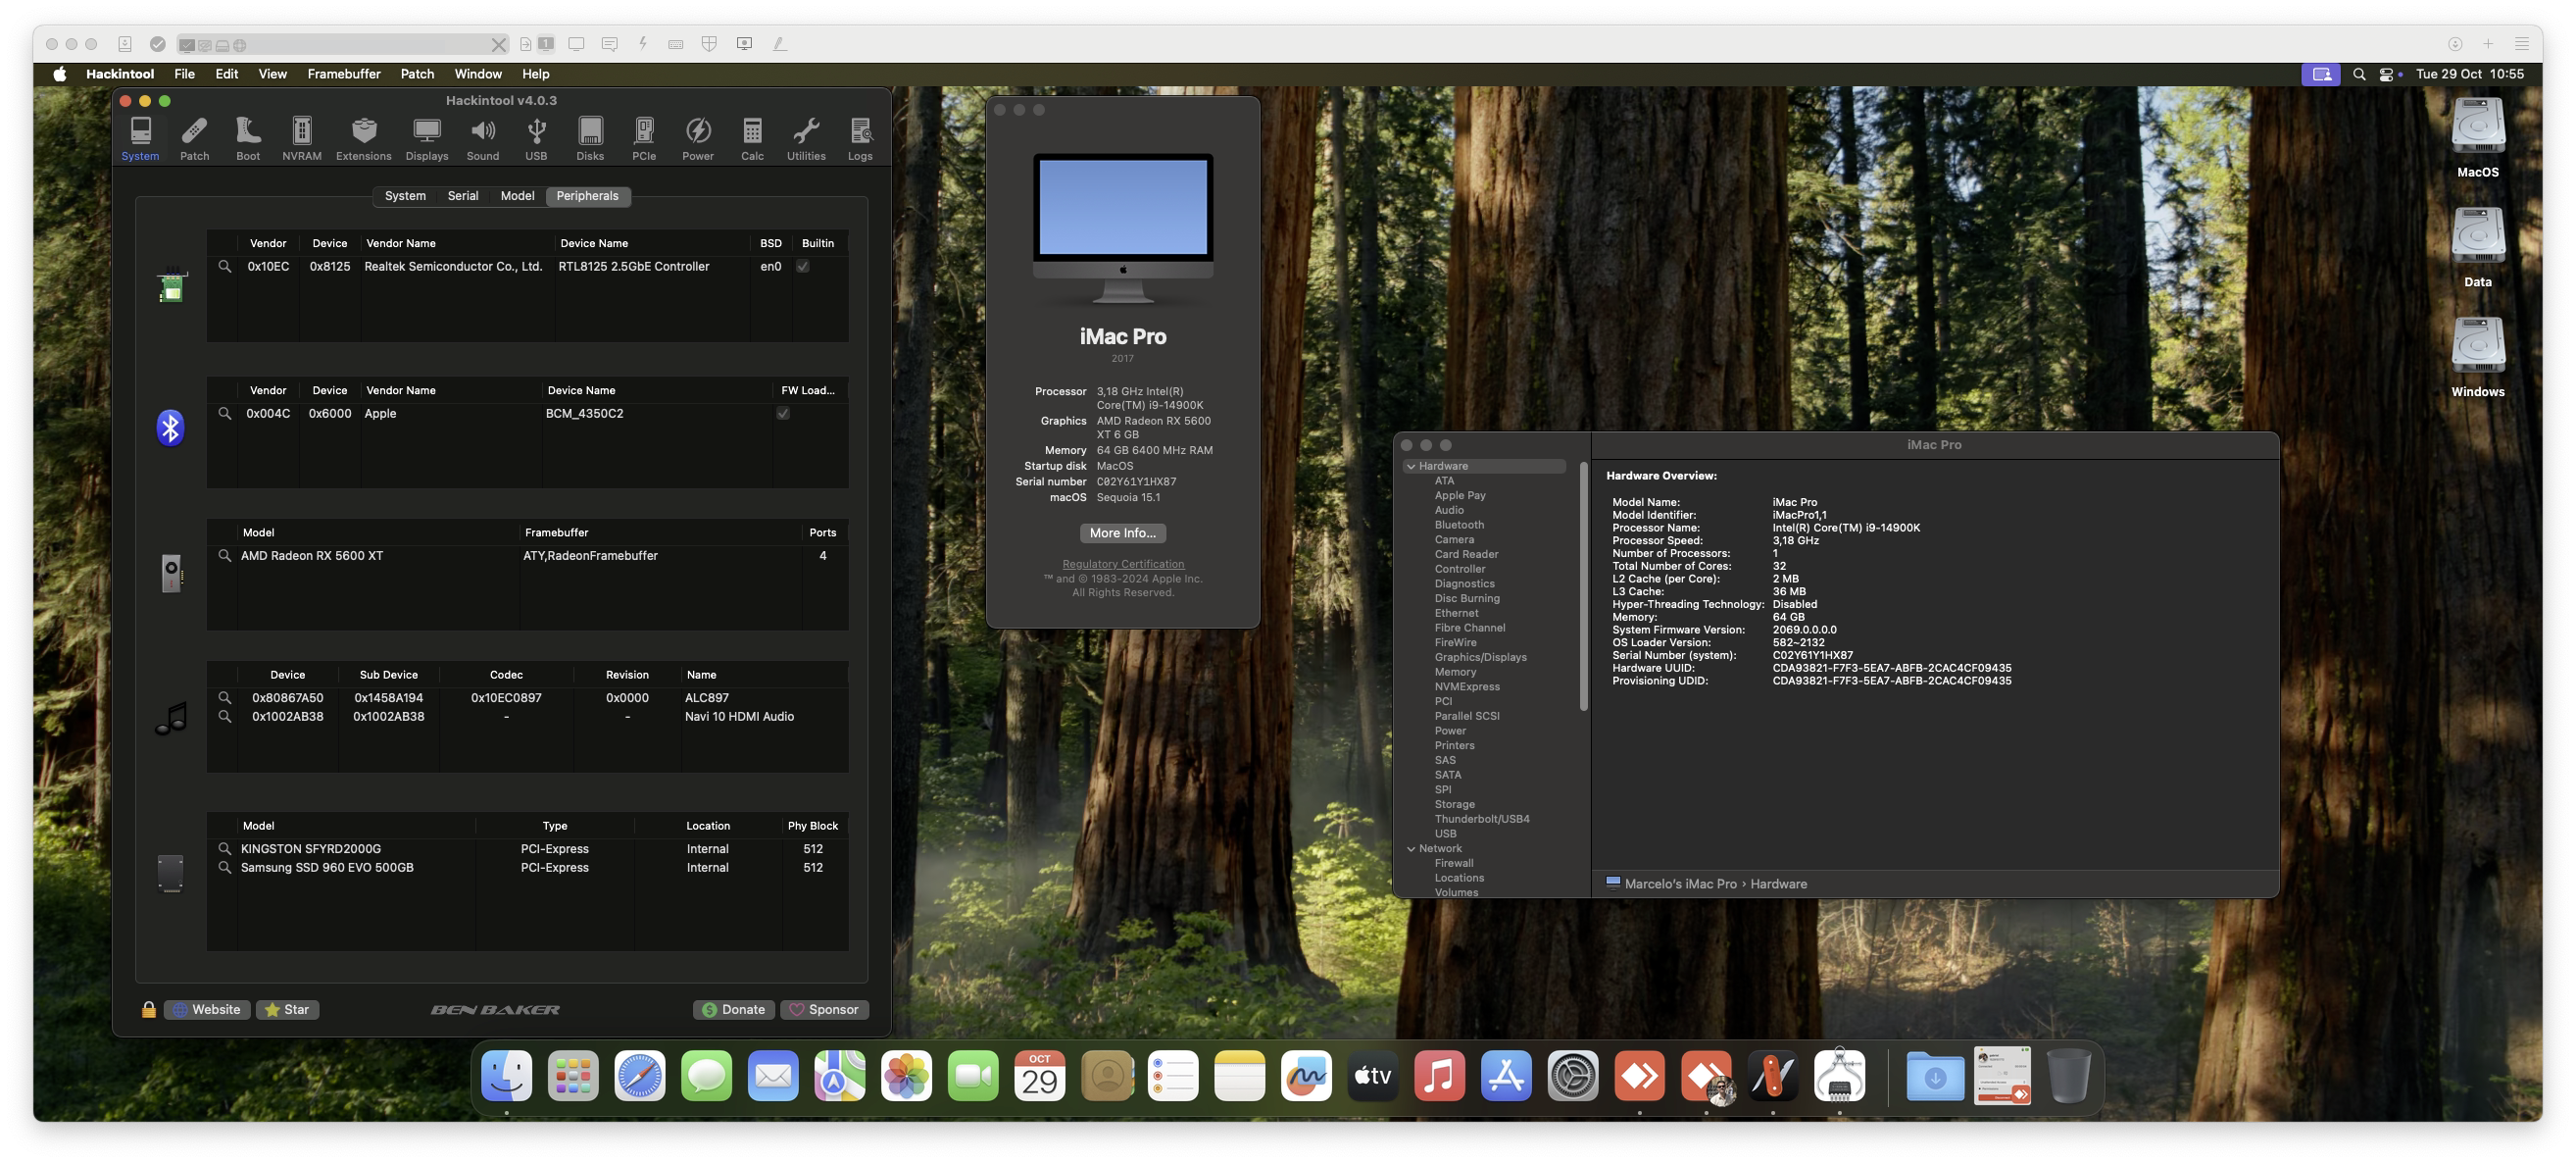 1
Hackintool File Edit View Framebuffer Patch Window Help
Tue 29 Oct 10:55
Hackintool v4.0.3
System Patch Boot NVRAM Extensions Displays Sound USB Disks PCIe Power Calc Utilities Logs
System Serial Model Peripherals
Vendor Device Vendor Name Device Name BSD Builtin
0x10EC 0x8125 Realtek Semiconductor Co., Ltd. RTL8125 2.5GbE Controller en0
Vendor Device Vendor Name Device Name FW Load...
0x004C 0x6000 Apple BCM_4350C2
Model Framebuffer Ports
AMD Radeon RX 5600 XT ATY,RadeonFramebuffer 4
Device Sub Device Codec Revision Name
0x80867A50 0x1458A194 0x10EC0897 0x0000 ALC897
0x1002AB38 0x1002AB38 - - Navi 10 HDMI Audio
Model Type Location Phy Block
KINGSTON SFYRD2000G PCI-Express Internal 512
Samsung SSD 960 EVO 500GB PCI-Express Internal 512
Website Star BEN BAKER Donate Sponsor
iMac Pro
2017
Processor 3,18 GHz Intel(R)
Core(TM) i9-14900K
Graphics AMD Radeon RX 5600
XT 6 GB
Memory 64 GB 6400 MHz RAM
Startup disk MacOS
Serial number C02Y61Y1HX87
macOS Sequoia 15.1
More Info...
Regulatory Certification
™ and © 1983-2024 Apple Inc.
All Rights Reserved.
iMac Pro
Hardware
ATA
Apple Pay
Audio
Bluetooth
Camera
Card Reader
Controller
Diagnostics
Disc Burning
Ethernet
Fibre Channel
FireWire
Graphics/Displays
Memory
NVMExpress
PCI
Parallel SCSI
Power
Printers
SAS
SATA
SPI
Storage
Thunderbolt/USB4
USB
Network
Firewall
Locations
Volumes
Hardware Overview:
Model Name: iMac Pro
Model Identifier: iMacPro1,1
Processor Name: Intel(R) Core(TM) i9-14900K
Processor Speed: 3,18 GHz
Number of Processors: 1
Total Number of Cores: 32
L2 Cache (per Core): 2 MB
L3 Cache: 36 MB
Hyper-Threading Technology: Disabled
Memory: 64 GB
System Firmware Version: 2069.0.0.0.0
OS Loader Version: 582~2132
Serial Number (system): C02Y61Y1HX87
Hardware UUID: CDA93821-F7F3-5EA7-ABFB-2CAC4CF09435
Provisioning UDID: CDA93821-F7F3-5EA7-ABFB-2CAC4CF09435
Marcelo's iMac Pro › Hardware
MacOS
Data
Windows
OCT
29
tv